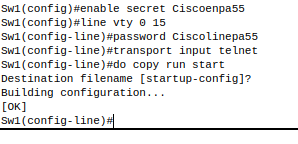 Sw1(config)#enable secret Ciscoenpa55
Sw1(config)#line vty 0 15
Sw1(config-line)#password Ciscolinepa55
Sw1(config-line)#transport input telnet
Sw1(config-line)#do copy run start
Destination filename [startup-config]?
Building configuration...
[OK]
Sw1(config-line)#